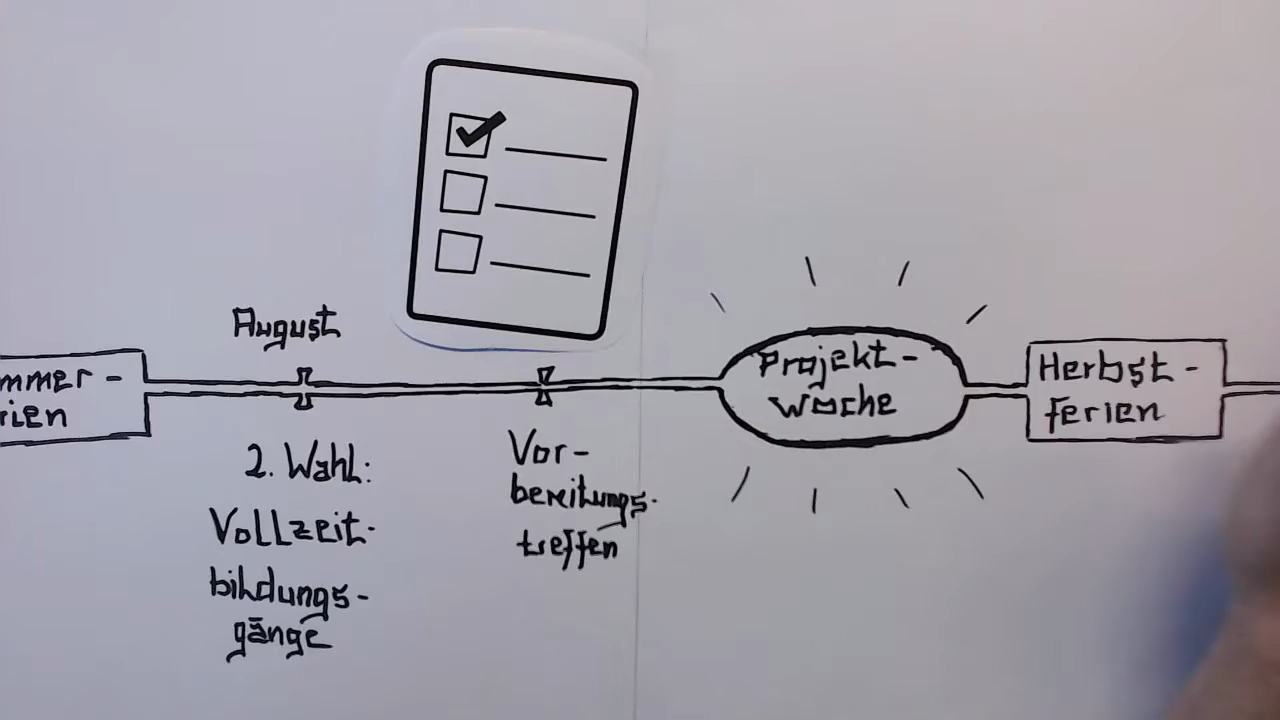 August
mmer-
rien
2. Wahl:
Vollzeit-
bildungs-
gänge
Vor-
bereitungs-
treffen
Projekt-
woche
Herbst-
ferien